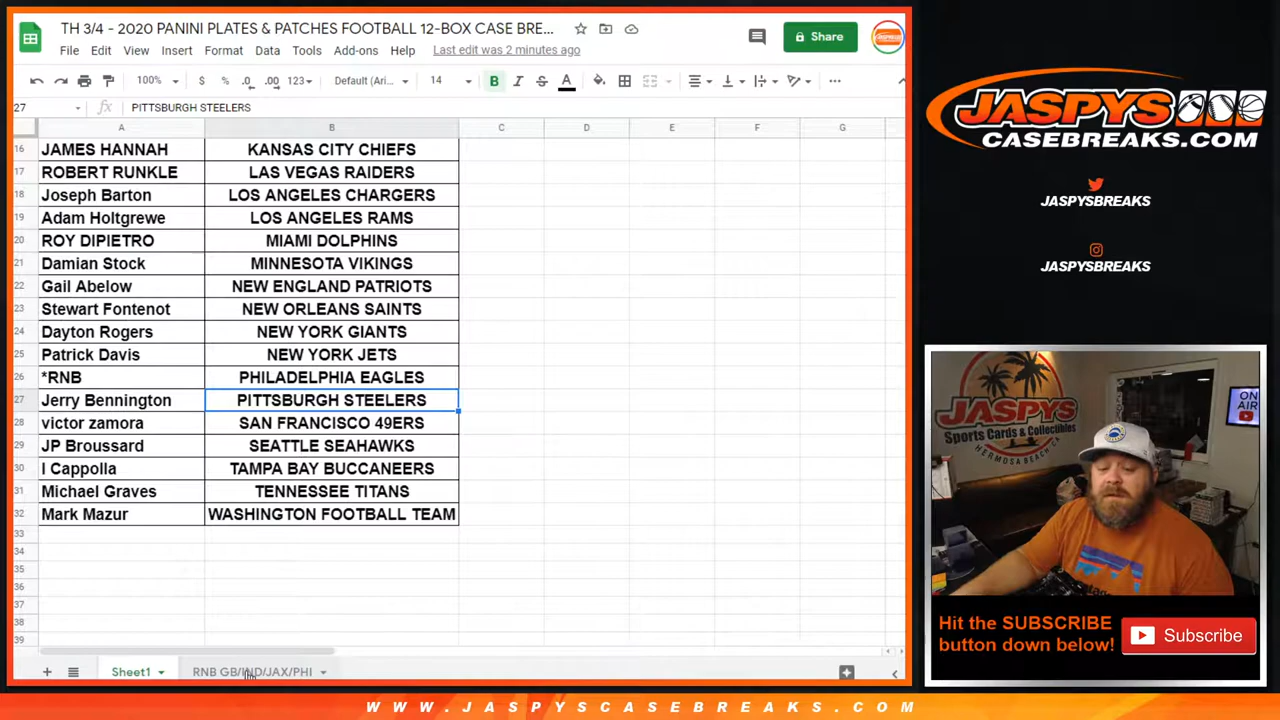 TH 3/4 - 2020 PANINI PLATES & PATCHES FOOTBALL 12-BOX CASE BRE...
File Edit View Insert Format Data Tools Add-ons Help Last edit was 2 minutes ago
Share
100% $ % .0 .00 123 Default (Ari... 14 B I S A
27 fx PITTSBURGH STEELERS
A B C D E F G
16 JAMES HANNAH KANSAS CITY CHIEFS
17 ROBERT RUNKLE LAS VEGAS RAIDERS
18 Joseph Barton LOS ANGELES CHARGERS
19 Adam Holtgrewe LOS ANGELES RAMS
20 ROY DIPIETRO MIAMI DOLPHINS
21 Damian Stock MINNESOTA VIKINGS
22 Gail Abelow NEW ENGLAND PATRIOTS
23 Stewart Fontenot NEW ORLEANS SAINTS
24 Dayton Rogers NEW YORK GIANTS
25 Patrick Davis NEW YORK JETS
26 *RNB PHILADELPHIA EAGLES
27 Jerry Bennington PITTSBURGH STEELERS
28 victor zamora SAN FRANCISCO 49ERS
29 JP Broussard SEATTLE SEAHAWKS
30 I Cappolla TAMPA BAY BUCCANEERS
31 Michael Graves TENNESSEE TITANS
32 Mark Mazur WASHINGTON FOOTBALL TEAM
33
34
35
36
37
38
39
Sheet1 RNB GB/IND/JAX/PHI
JASPYS
CASEBREAKS.COM
JASPYSBREAKS
JASPYSBREAKS
JASPYS
Sports Cards & Collectibles
HERMOSA BEACH CA
ON
AIR
Hit the SUBSCRIBE
button down below!
Subscribe
WWW.JASPYSCASEBREAKS.COM